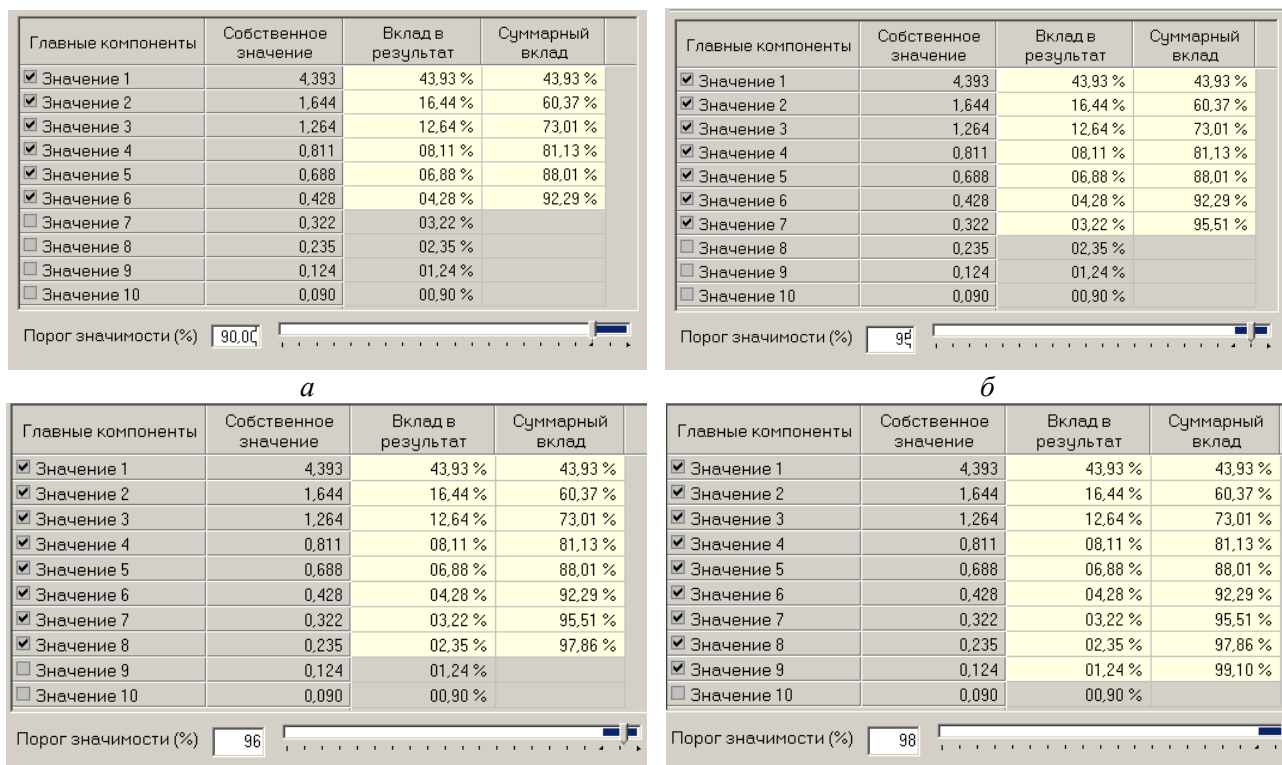 Главные компоненты Собственное значение Вклад в результат Суммарный вклад
Значение 1 4,393 43,93 % 43,93 %
Значение 2 1,644 16,44 % 60,37 %
Значение 3 1,264 12,64 % 73,01 %
Значение 4 0,811 08,11 % 81,13 %
Значение 5 0,688 06,88 % 88,01 %
Значение 6 0,428 04,28 % 92,29 %
Значение 7 0,322 03,22 %
Значение 8 0,235 02,35 %
Значение 9 0,124 01,24 %
Значение 10 0,090 00,90 %
Порог значимости (%) 90,00
а
Главные компоненты Собственное значение Вклад в результат Суммарный вклад
Значение 1 4,393 43,93 % 43,93 %
Значение 2 1,644 16,44 % 60,37 %
Значение 3 1,264 12,64 % 73,01 %
Значение 4 0,811 08,11 % 81,13 %
Значение 5 0,688 06,88 % 88,01 %
Значение 6 0,428 04,28 % 92,29 %
Значение 7 0,322 03,22 % 95,51 %
Значение 8 0,235 02,35 %
Значение 9 0,124 01,24 %
Значение 10 0,090 00,90 %
Порог значимости (%) 95
б
Главные компоненты Собственное значение Вклад в результат Суммарный вклад
Значение 1 4,393 43,93 % 43,93 %
Значение 2 1,644 16,44 % 60,37 %
Значение 3 1,264 12,64 % 73,01 %
Значение 4 0,811 08,11 % 81,13 %
Значение 5 0,688 06,88 % 88,01 %
Значение 6 0,428 04,28 % 92,29 %
Значение 7 0,322 03,22 % 95,51 %
Значение 8 0,235 02,35 % 97,86 %
Значение 9 0,124 01,24 %
Значение 10 0,090 00,90 %
Порог значимости (%) 96
Главные компоненты Собственное значение Вклад в результат Суммарный вклад
Значение 1 4,393 43,93 % 43,93 %
Значение 2 1,644 16,44 % 60,37 %
Значение 3 1,264 12,64 % 73,01 %
Значение 4 0,811 08,11 % 81,13 %
Значение 5 0,688 06,88 % 88,01 %
Значение 6 0,428 04,28 % 92,29 %
Значение 7 0,322 03,22 % 95,51 %
Значение 8 0,235 02,35 % 97,86 %
Значение 9 0,124 01,24 % 99,10 %
Значение 10 0,090 00,90 %
Порог значимости (%) 98